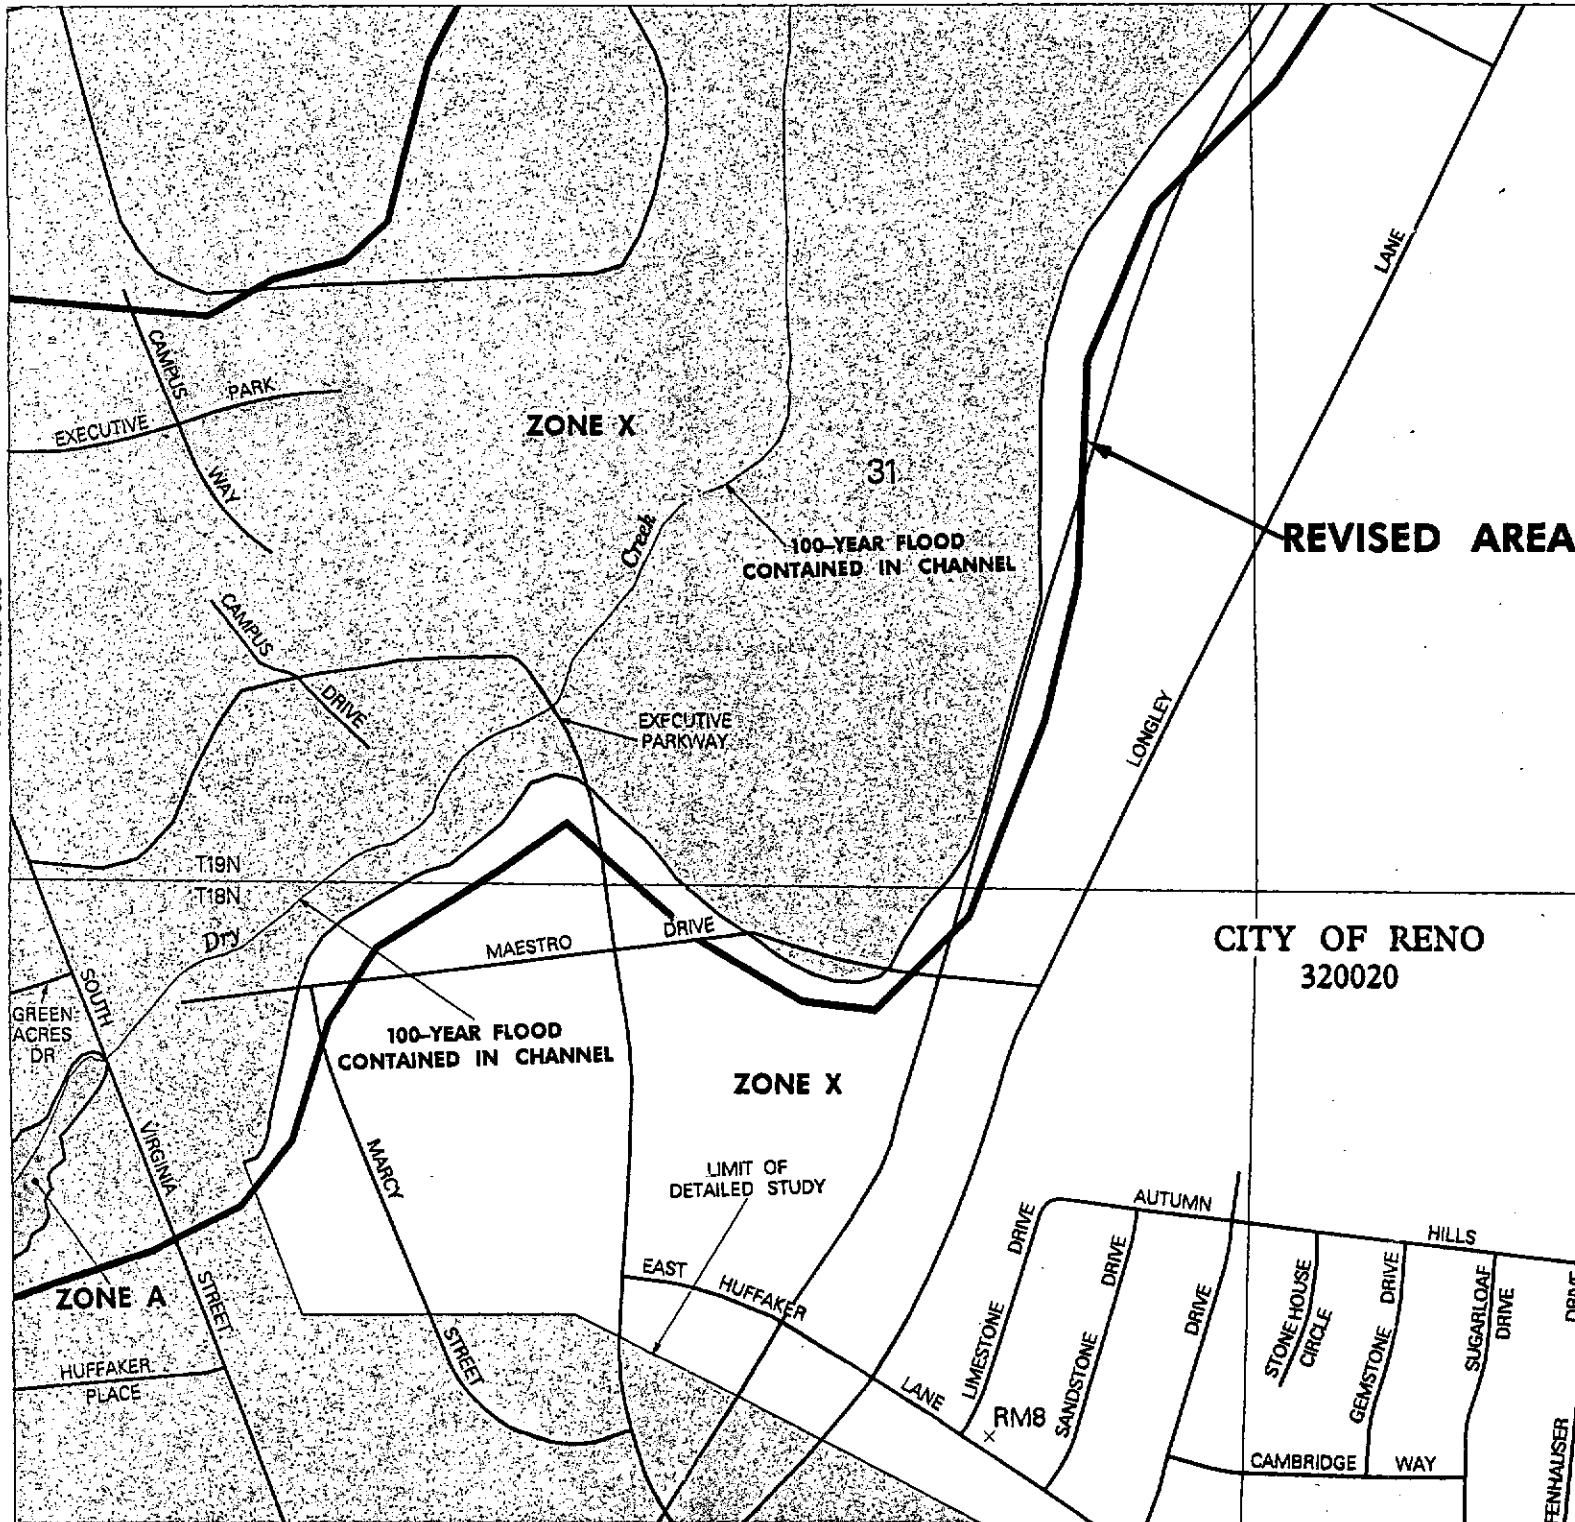 LANE
CAMPUS
PARK
EXECUTIVE
ZONE X
31
WAY
Creek
100-YEAR FLOOD
CONTAINED IN CHANNEL
REVISED AREA
CAMPUS
DRIVE
EXECUTIVE
PARKWAY
LONGLEY
T19N
T18N
Dry
MAESTRO
DRIVE
CITY OF RENO
320020
SOUTH
GREEN
ACRES
DR
100-YEAR FLOOD
CONTAINED IN CHANNEL
ZONE X
VIRGINIA
MARCY
LIMIT OF
DETAILED STUDY
AUTUMN
HILLS
DRIVE
DRIVE
EAST
HUFFAKER
STREET
ZONE A
DRIVE
STONE HOUSE
CIRCLE
DRIVE
SUGARLOAF
DRIVE
DRIVE
HUFFAKER
PLACE
STREET
LANE
LIMESTONE
SANDSTONE
GEMSTONE
RM8
CAMBRIDGE
WAY
FENHAUSER